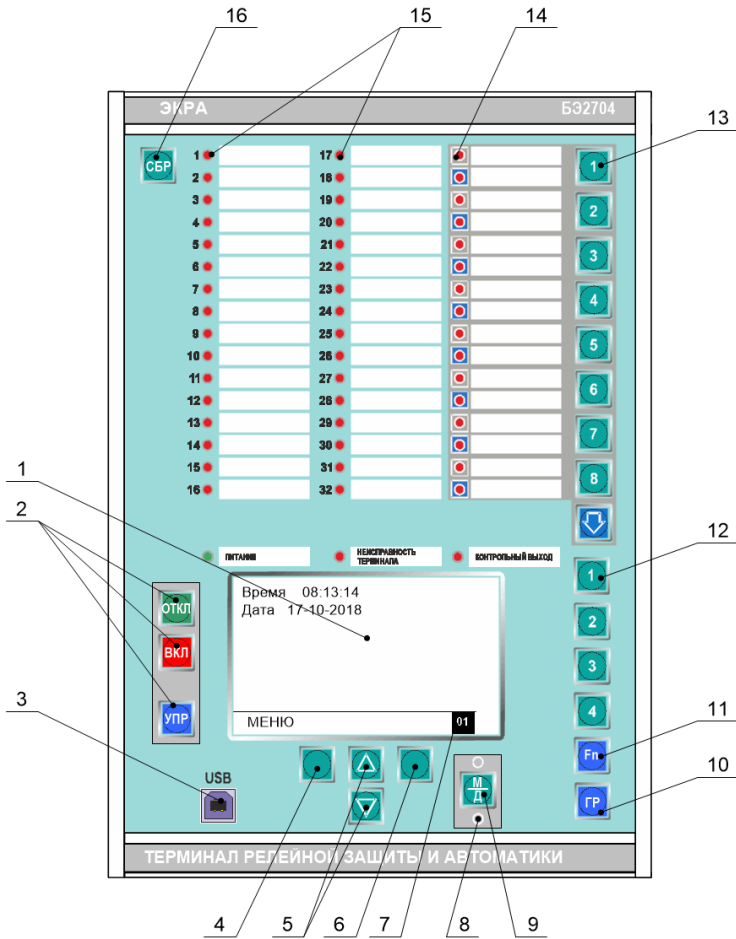 16 15 14
ЭКРА БЭ2704
13
СБР
1 17 1
2 18
3 19 2
4 20
5 21 3
6 22
7 23 4
8 24
9 25 5
10 26
11 27 6
12 28
13 29 7
14 30
15 31 8
16 32
1
2
12
ПИТАНИЕ НЕИСПРАВНОСТЬ ТЕРМИНАЛА КОНТРОЛЬНЫЙ ВЫХОД
1
Время 08:13:14
Дата 17-10-2018
ОТКЛ
2
ВКЛ
3
3
УПР
МЕНЮ 01
4
11
Fn
10
USB
М
Д
ГР
ТЕРМИНАЛ РЕЛЕЙНОЙ ЗАЩИТЫ И АВТОМАТИКИ
4 5 6 7 8 9